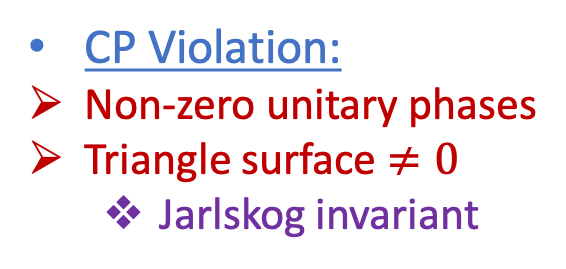 • CP Violation:
➢ Non-zero unitary phases
➢ Triangle surface ≠ 0
❖ Jarlskog invariant